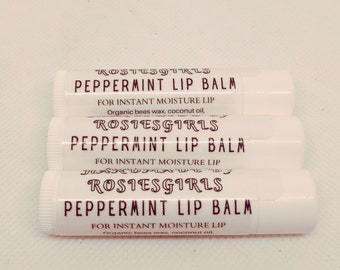 ROSIESGIRLS
PEPPERMINT LIP BALM
FOR INSTANT MOISTURE LIP
Organic bees wax, coconut oil,
ROSIESGIRLS
PEPPERMINT LIP BALM
FOR INSTANT MOISTURE LIP
ROSIESGIRLS
PEPPERMINT LIP BALM
FOR INSTANT MOISTURE LIP
Organic bees wax, coconut oil,